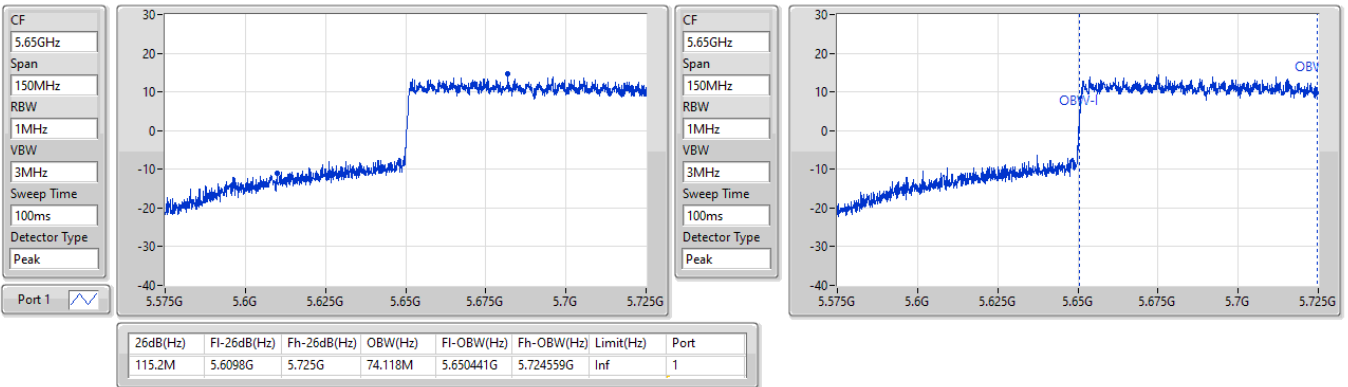 CF
5.65GHz
Span
150MHz
RBW
1MHz
VBW
3MHz
Sweep Time
100ms
Detector Type
Peak
Port 1
30
20
10
0
-10
-20
-30
-40
5.575G 5.6G 5.625G 5.65G 5.675G 5.7G 5.725G
CF
5.65GHz
Span
150MHz
RBW
1MHz
VBW
3MHz
Sweep Time
100ms
Detector Type
Peak
30
20
10
0
-10
-20
-30
-40
OBW-l
5.575G 5.6G 5.625G 5.65G 5.675G 5.7G 5.725G
26dB(Hz) Fl-26dB(Hz) Fh-26dB(Hz) OBW(Hz) Fl-OBW(Hz) Fh-OBW(Hz) Limit(Hz) Port
115.2M 5.6098G 5.725G 74.118M 5.650441G 5.724559G Inf 1